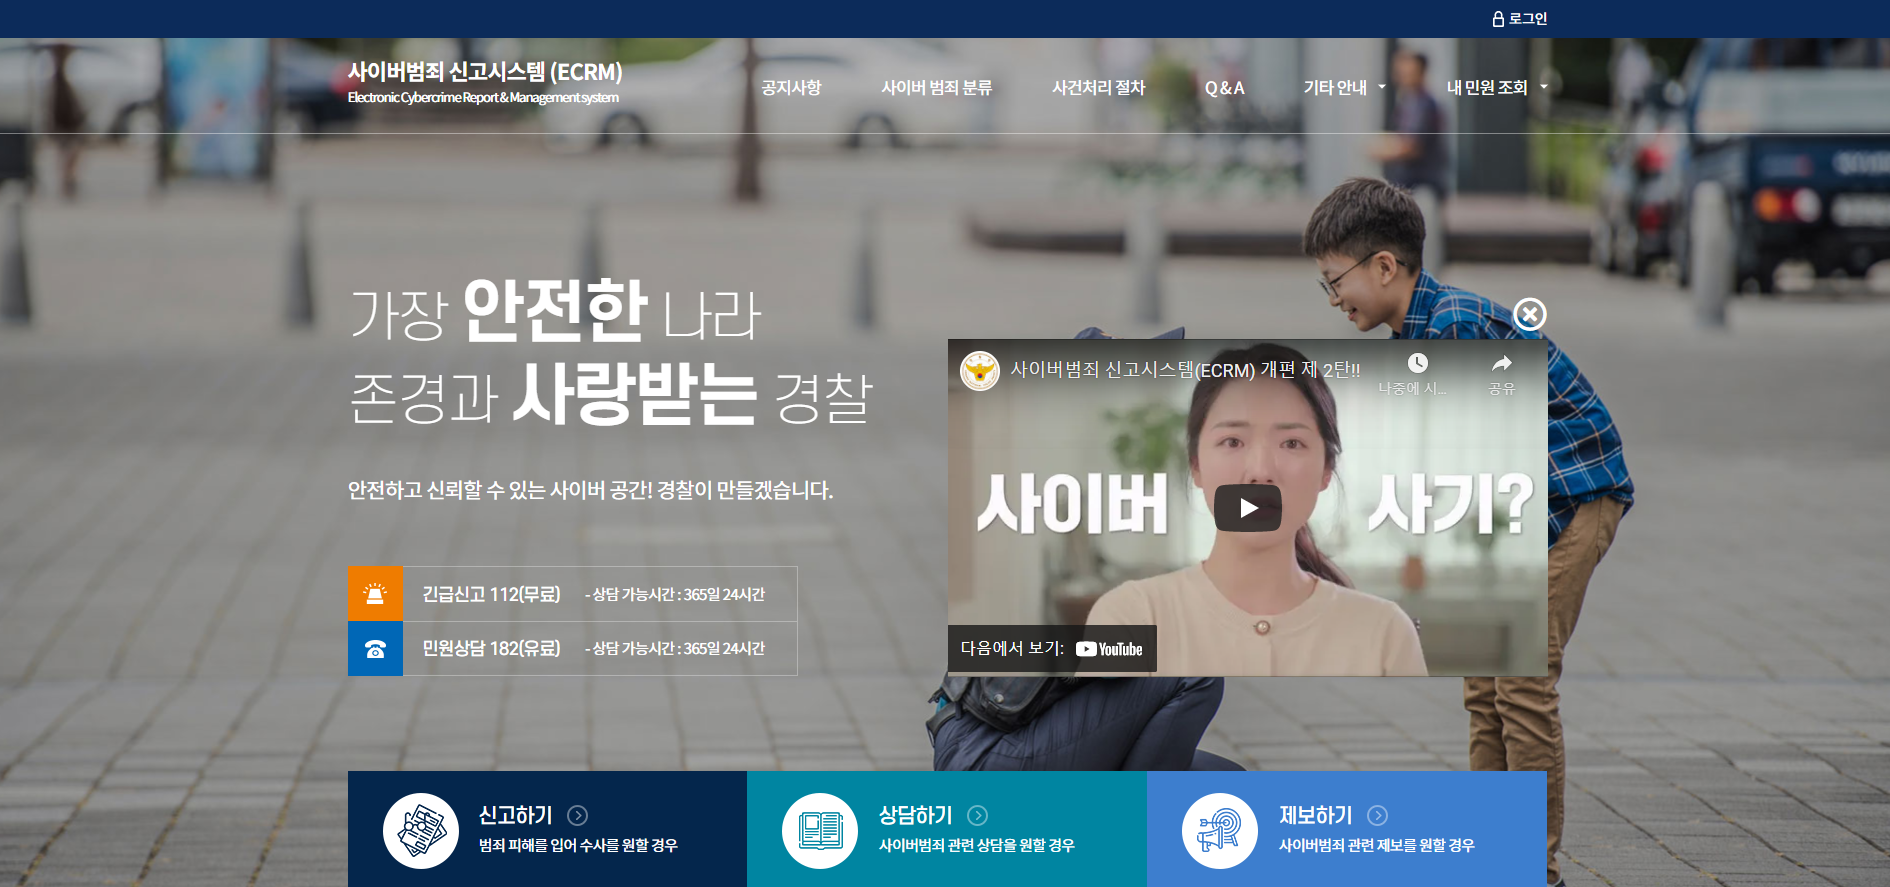 로그인
사이버범죄 신고시스템 (ECRM)
Electronic Cybercrime Report & Management system
공지사항
사이버 범죄 분류
사건처리 절차
Q & A
기타 안내
내 민원 조회
가장 안전한 나라
존경과 사랑받는 경찰
안전하고 신뢰할 수 있는 사이버 공간! 경찰이 만들겠습니다.
긴급신고 112(무료) - 상담 가능시간 : 365일 24시간
민원상담 182(유료) - 상담 가능시간 : 365일 24시간
사이버범죄 신고시스템(ECRM) 개편 제 2탄!!
나중에 시...
공유
사이버 사기?
다음에서 보기: YouTube
신고하기
범죄 피해를 입어 수사를 원할 경우
상담하기
사이버범죄 관련 상담을 원할 경우
제보하기
사이버범죄 관련 제보를 원할 경우